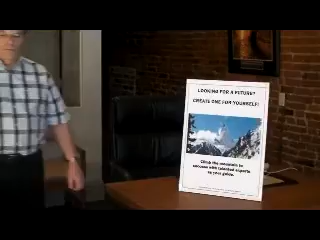 LOOKING FOR A FUTURE?
CREATE ONE FOR YOURSELF!
Climb the mountain to
success with talented experts
as your guide.